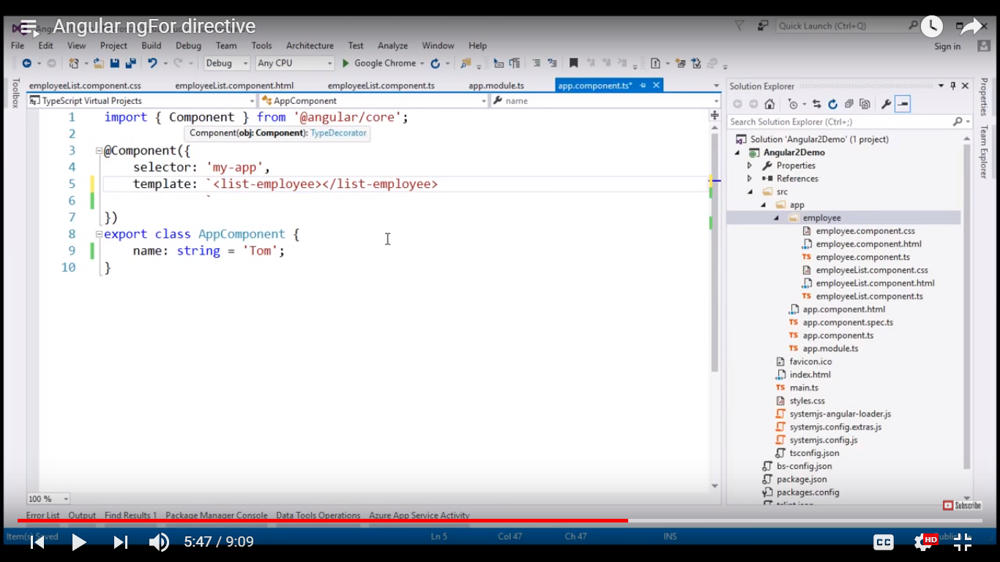 Angular ngFor directive
Quick Launch (Ctrl+Q)
File Edit View Project Build Debug Team Tools Architecture Test Analyze Window Help
Sign in
Debug Any CPU Google Chrome
Toolbox
employeeList.component.css employeeList.component.html employeeList.component.ts app.module.ts app.component.ts*
TypeScript Virtual Projects AppComponent name
1 import { Component } from '@angular/core';
2
Component(obj: Component): TypeDecorator
3 @Component({
4 selector: 'my-app',
5 template: `<list-employee></list-employee>
6 `
7 })
8 export class AppComponent {
9 name: string = 'Tom';
10 }
100 %
Solution Explorer
Search Solution Explorer (Ctrl+;)
Solution 'Angular2Demo' (1 project)
Angular2Demo
Properties
References
src
app
employee
employee.component.css
employee.component.html
employee.component.ts
employeeList.component.css
employeeList.component.html
employeeList.component.ts
app.component.html
app.component.spec.ts
app.component.ts
app.module.ts
favicon.ico
index.html
main.ts
styles.css
systemjs-angular-loader.js
systemjs.config.extras.js
systemjs.config.js
tsconfig.json
bs-config.json
package.json
packages.config
Properties
Team Explorer
Subscribe
Error List Output Find Results 1 Package Manager Console Data Tools Operations Azure App Service Activity
Ln 5 Col 47 Ch 47 INS
5:47 / 9:09
CC
HD